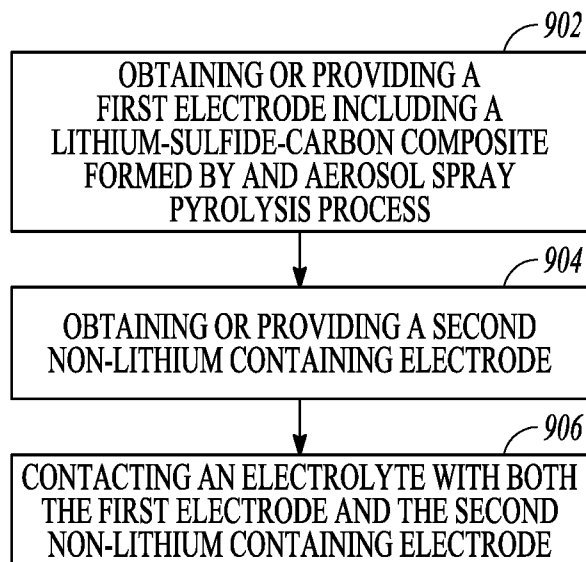 902
OBTAINING OR PROVIDING A
FIRST ELECTRODE INCLUDING A
LITHIUM-SULFIDE-CARBON COMPOSITE
FORMED BY AND AEROSOL SPRAY
PYROLYSIS PROCESS
904
OBTAINING OR PROVIDING A SECOND
NON-LITHIUM CONTAINING ELECTRODE
906
CONTACTING AN ELECTROLYTE WITH BOTH
THE FIRST ELECTRODE AND THE SECOND
NON-LITHIUM CONTAINING ELECTRODE